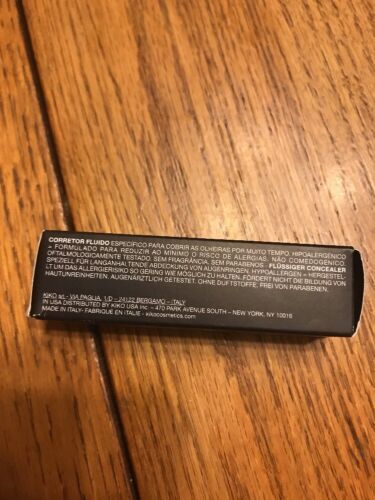 CORRETOR FLUIDO ESPECÍFICO PARA COBRIR AS OLHEIRAS POR MUITO TEMPO. HIPOALERGÉNICO
= FORMULADO PARA REDUZIR AO MÍNIMO O RISCO DE ALERGIAS. NÃO COMEDOGÉNICO.
OFTALMOLOGICAMENTE TESTADO. SEM FRAGRÂNCIA. SEM PARABENOS - FLÜSSIGER CONCEALER
SPEZIELL FÜR LANGANHALTENDE ABDECKUNG VON AUGENRINGEN. HYPOALLERGEN = HERGESTEL-
LT UM DAS ALLERGIERISIKO SO GERING WIE MÖGLICH ZU HALTEN. FÖRDERT NICHT DIE BILDUNG VON
HAUTUNREINHEITEN. AUGENÄRZTLICH GETESTET. OHNE DUFTSTOFFE. FREI VON PARABENEN.
KIKO srl - VIA PAGLIA, 1/D – 24122 BERGAMO - ITALY
IN USA DISTRIBUTED BY KIKO USA Inc. – 470 PARK AVENUE SOUTH – NEW YORK, NY 10016
MADE IN ITALY- FABRIQUÉ EN ITALIE - kikocosmetics.com